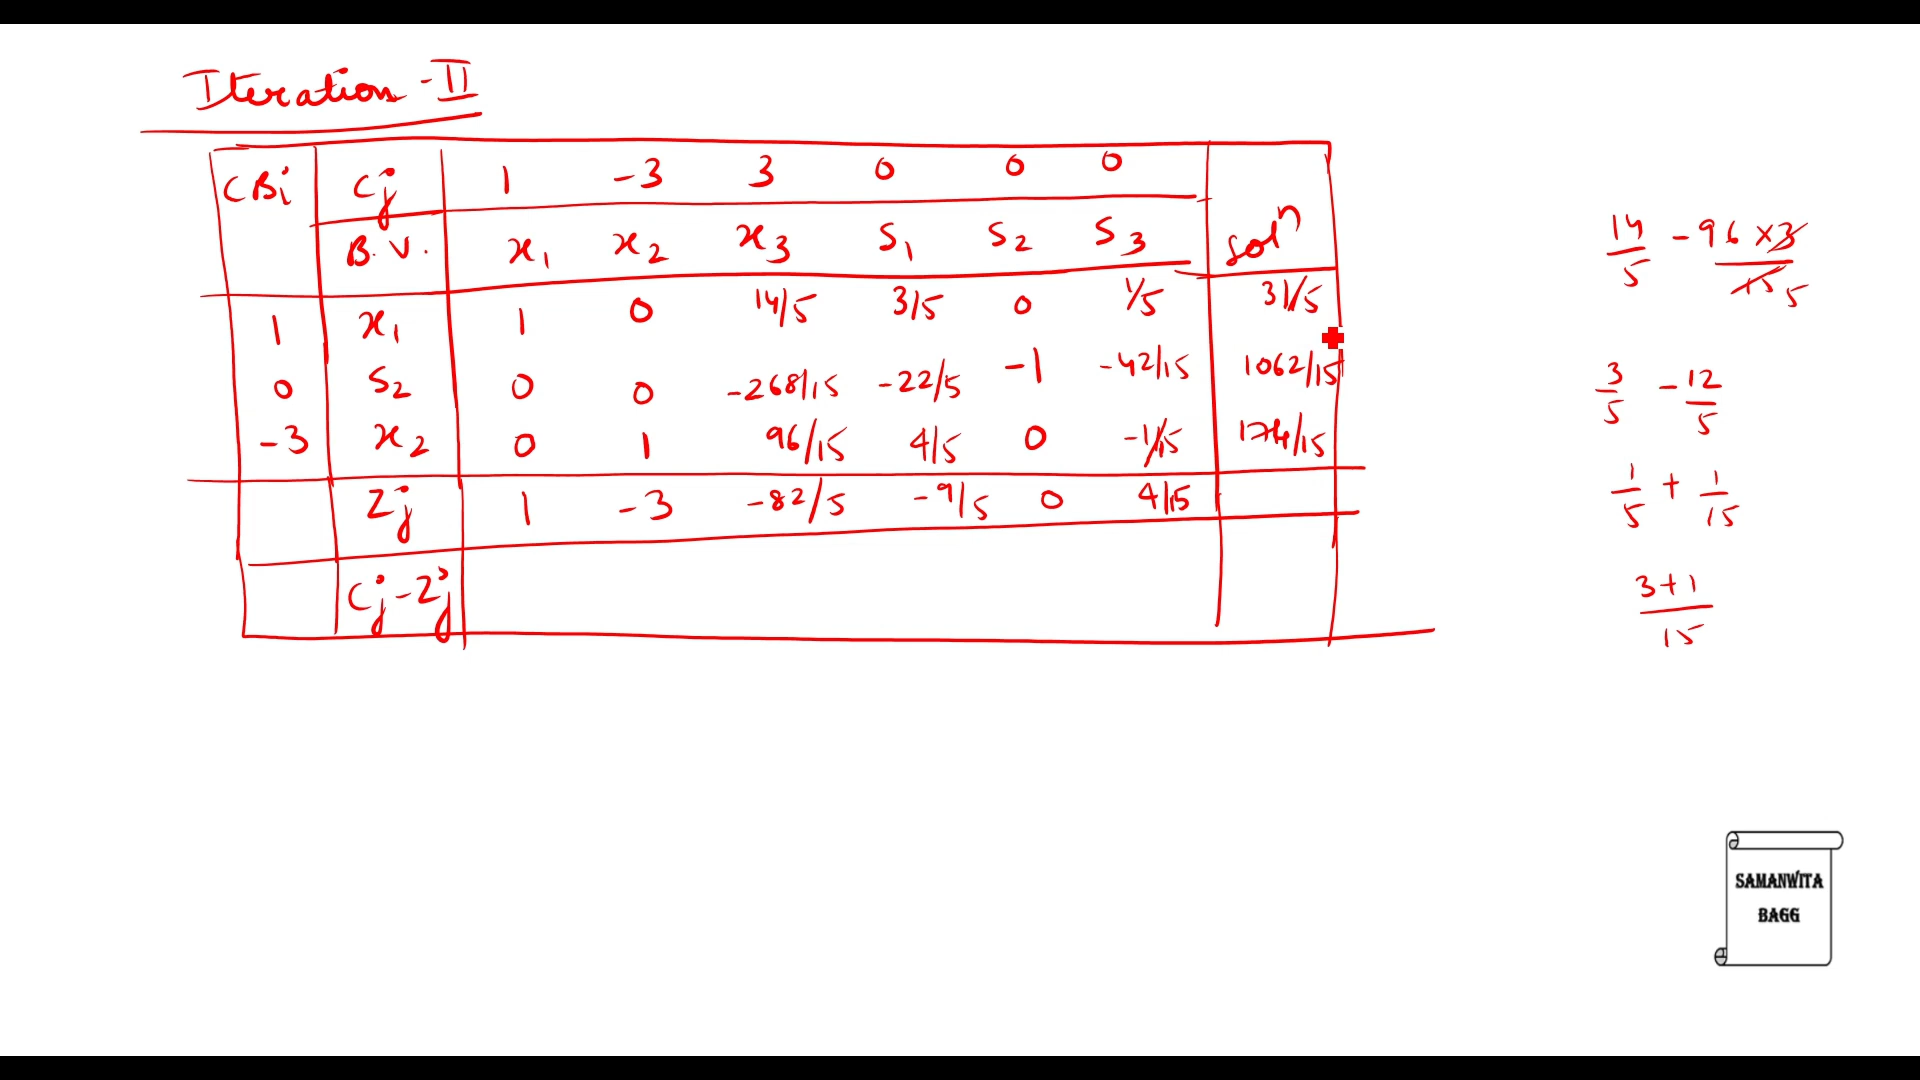 Iteration - II
CBi Cj 1 -3 3 0 0 0
B.V. x1 x2 x3 S1 S2 S3 Solⁿ
1 x1 1 0 14/5 3/5 0 1/5 31/5
0 S2 0 0 -268/15 -22/5 -1 -42/15 1062/15
-3 x2 0 1 96/15 4/5 0 -1/15 174/15
Zj 1 -3 -82/5 -9/5 0 4/15
Cj - Zj
14/5 - 96 × 3/15 5
3/5 - 12/5
1/5 + 1/15
3+1/15
SAMANWITA
BAGG